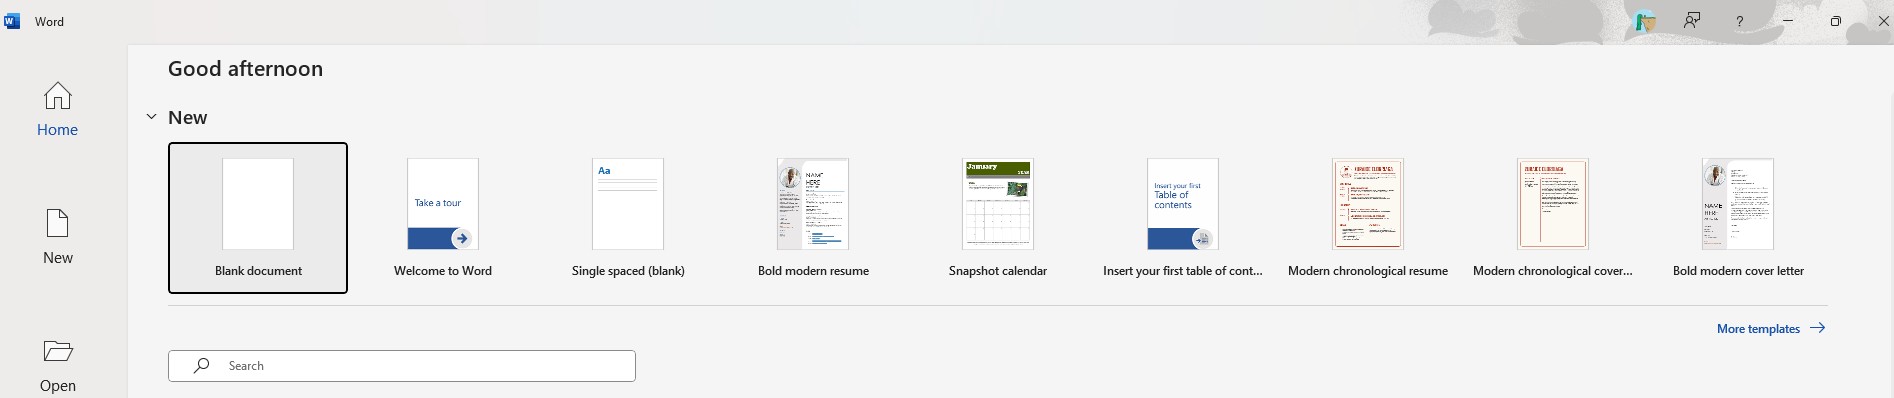 Word
?
Good afternoon
Home
New
Take a tour
Aa
NAME
HERE
January
Insert your first
Table of
contents
NAME
HERE
New
Blank document
Welcome to Word
Single spaced (blank)
Bold modern resume
Snapshot calendar
Insert your first table of cont...
Modern chronological resume
Modern chronological cover...
Bold modern cover letter
More templates
Search
Open